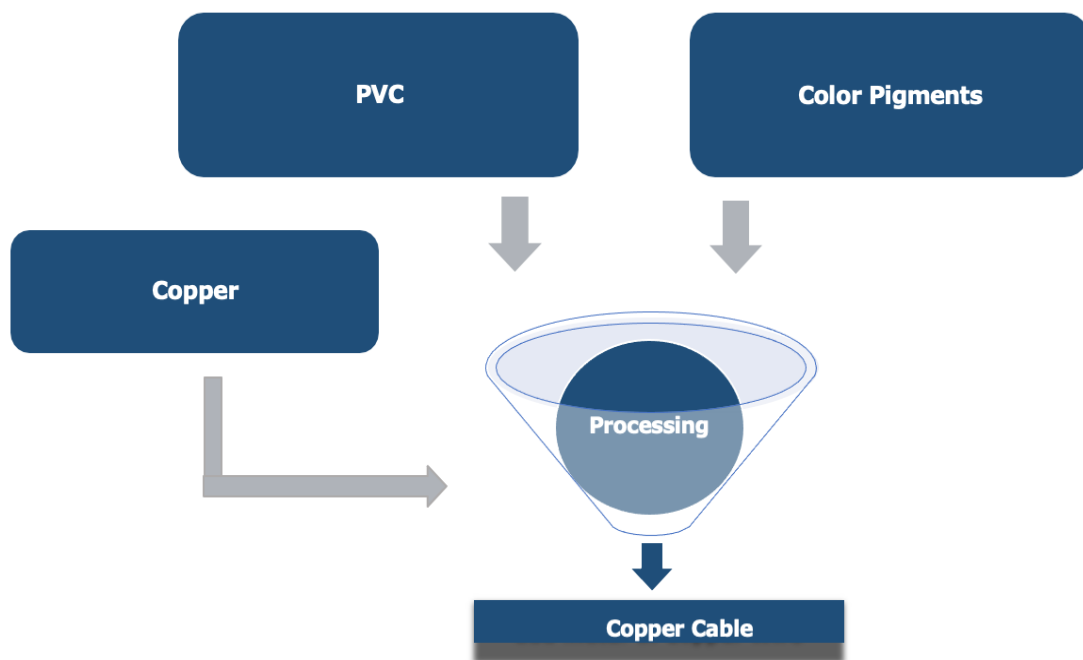 PVC
Color Pigments
Copper
Processing
Copper Cable